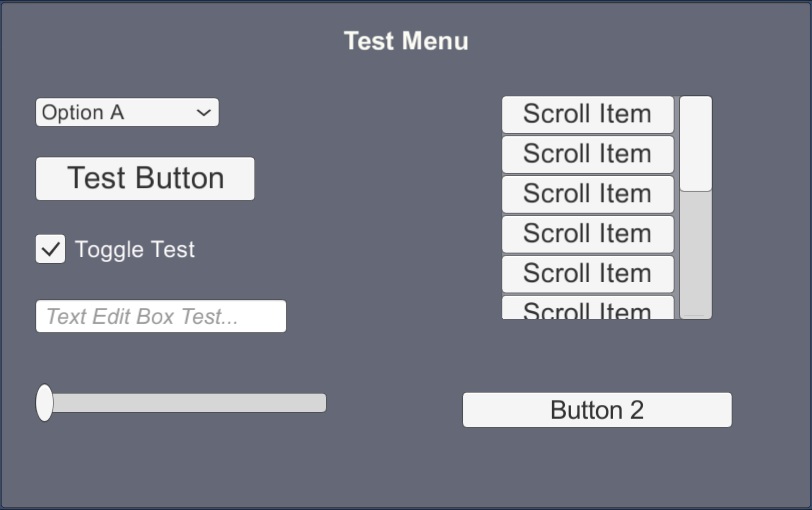 Test Menu
Option A
Test Button
Toggle Test
Text Edit Box Test...
Scroll Item
Scroll Item
Scroll Item
Scroll Item
Scroll Item
Scroll Item
Button 2